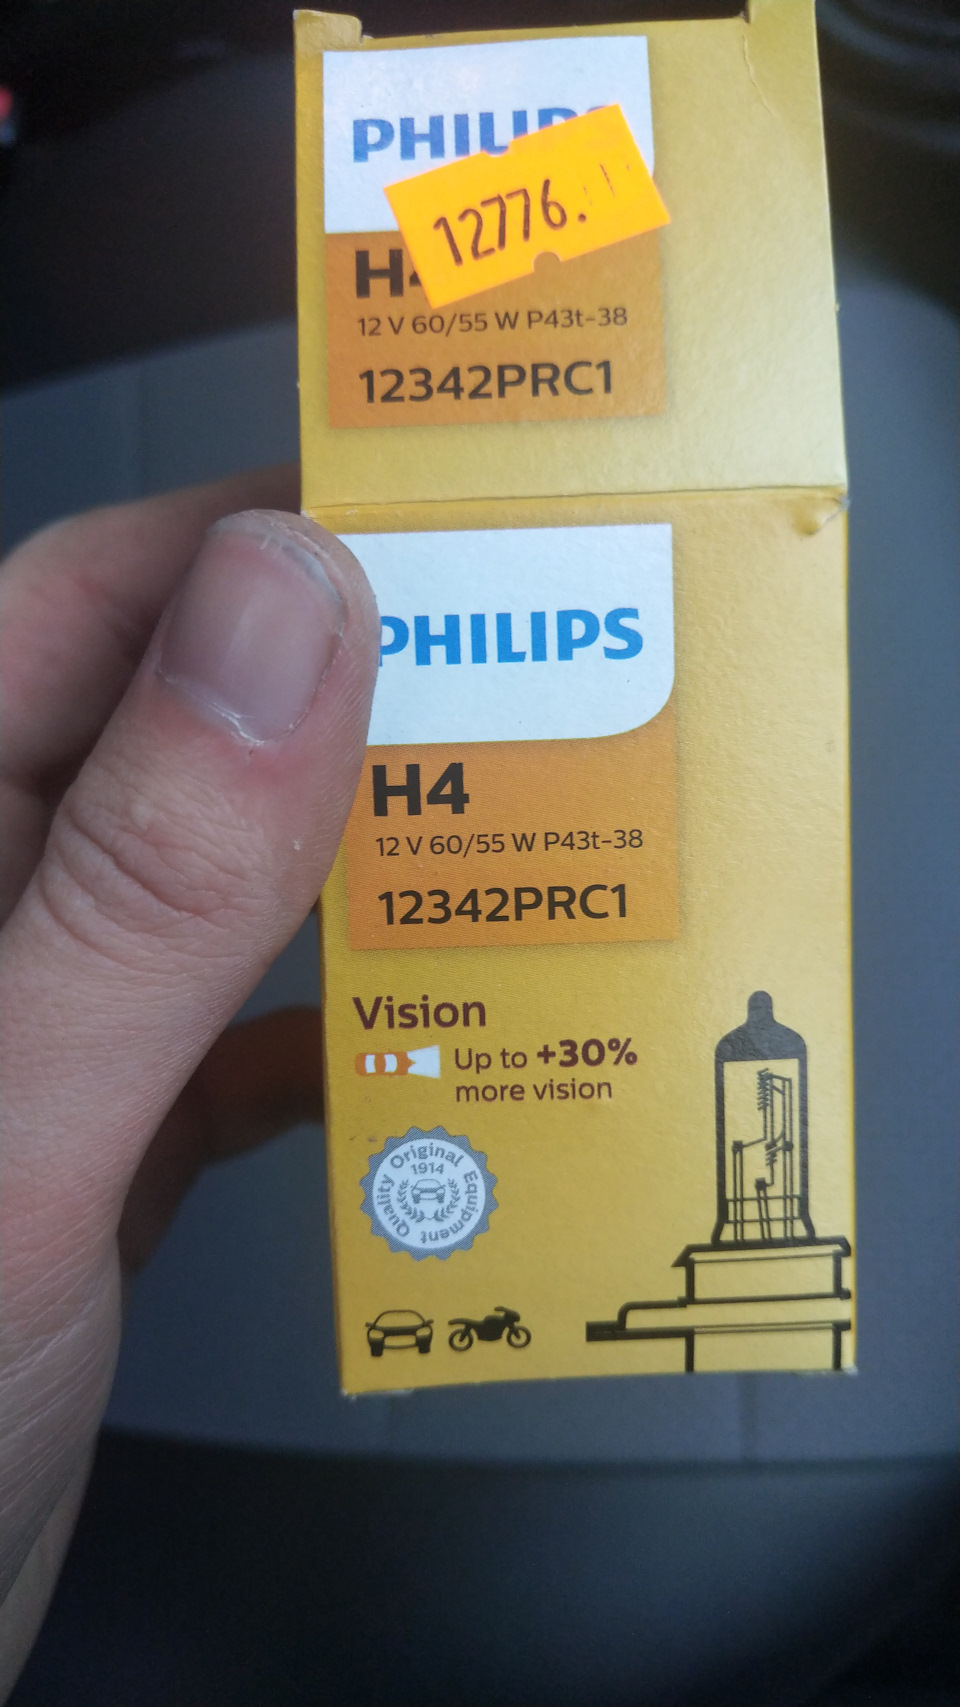 PHILIPS
12776.
H4
12 V 60/55 W P43t-38
12342PRC1
PHILIPS
H4
12 V 60/55 W P43t-38
12342PRC1
Vision
Up to +30%
more vision
Quality Original Equipment
1914